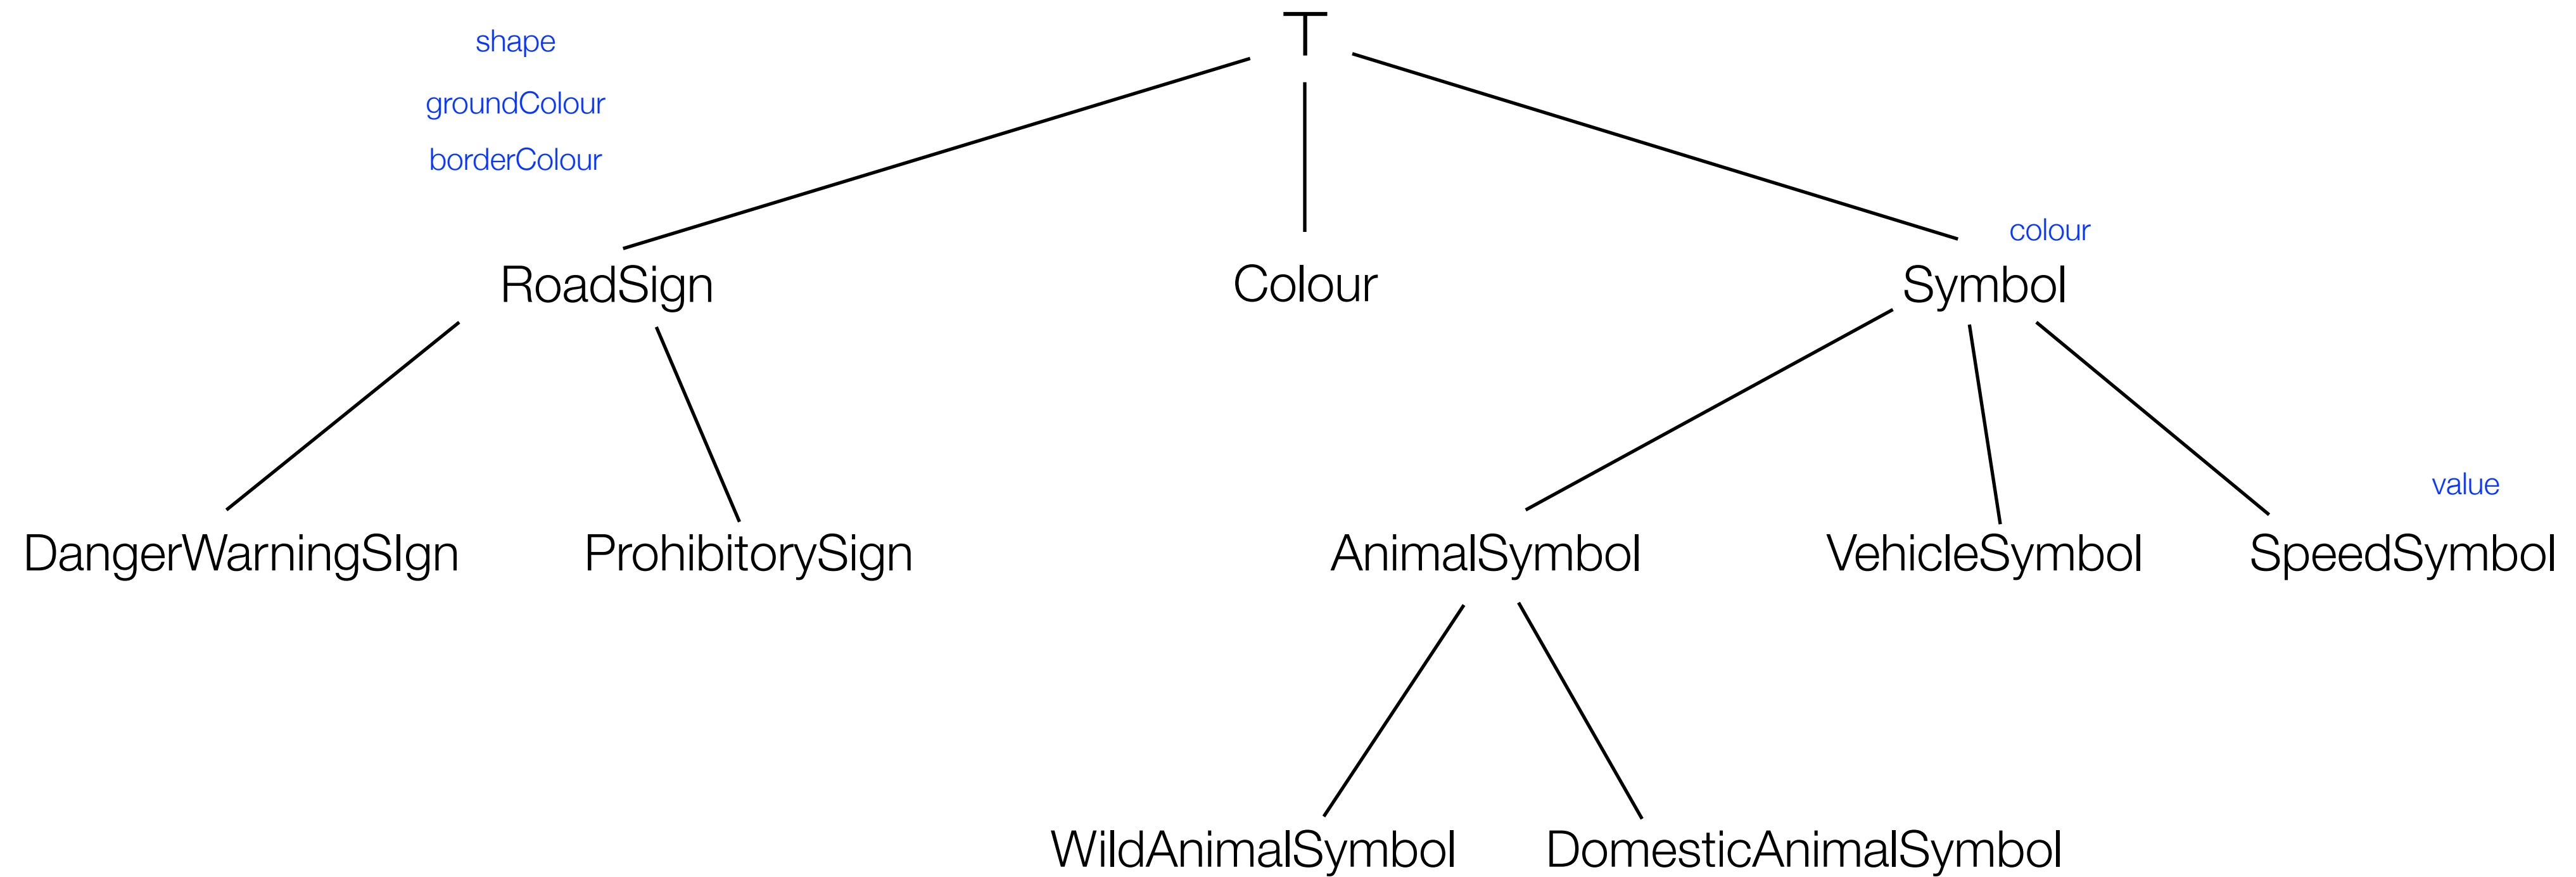 T
shape
groundColour
borderColour
colour
RoadSign
Colour
Symbol
value
DangerWarningSIgn
ProhibitorySign
AnimalSymbol
VehicleSymbol
SpeedSymbol
WildAnimalSymbol
DomesticAnimalSymbol